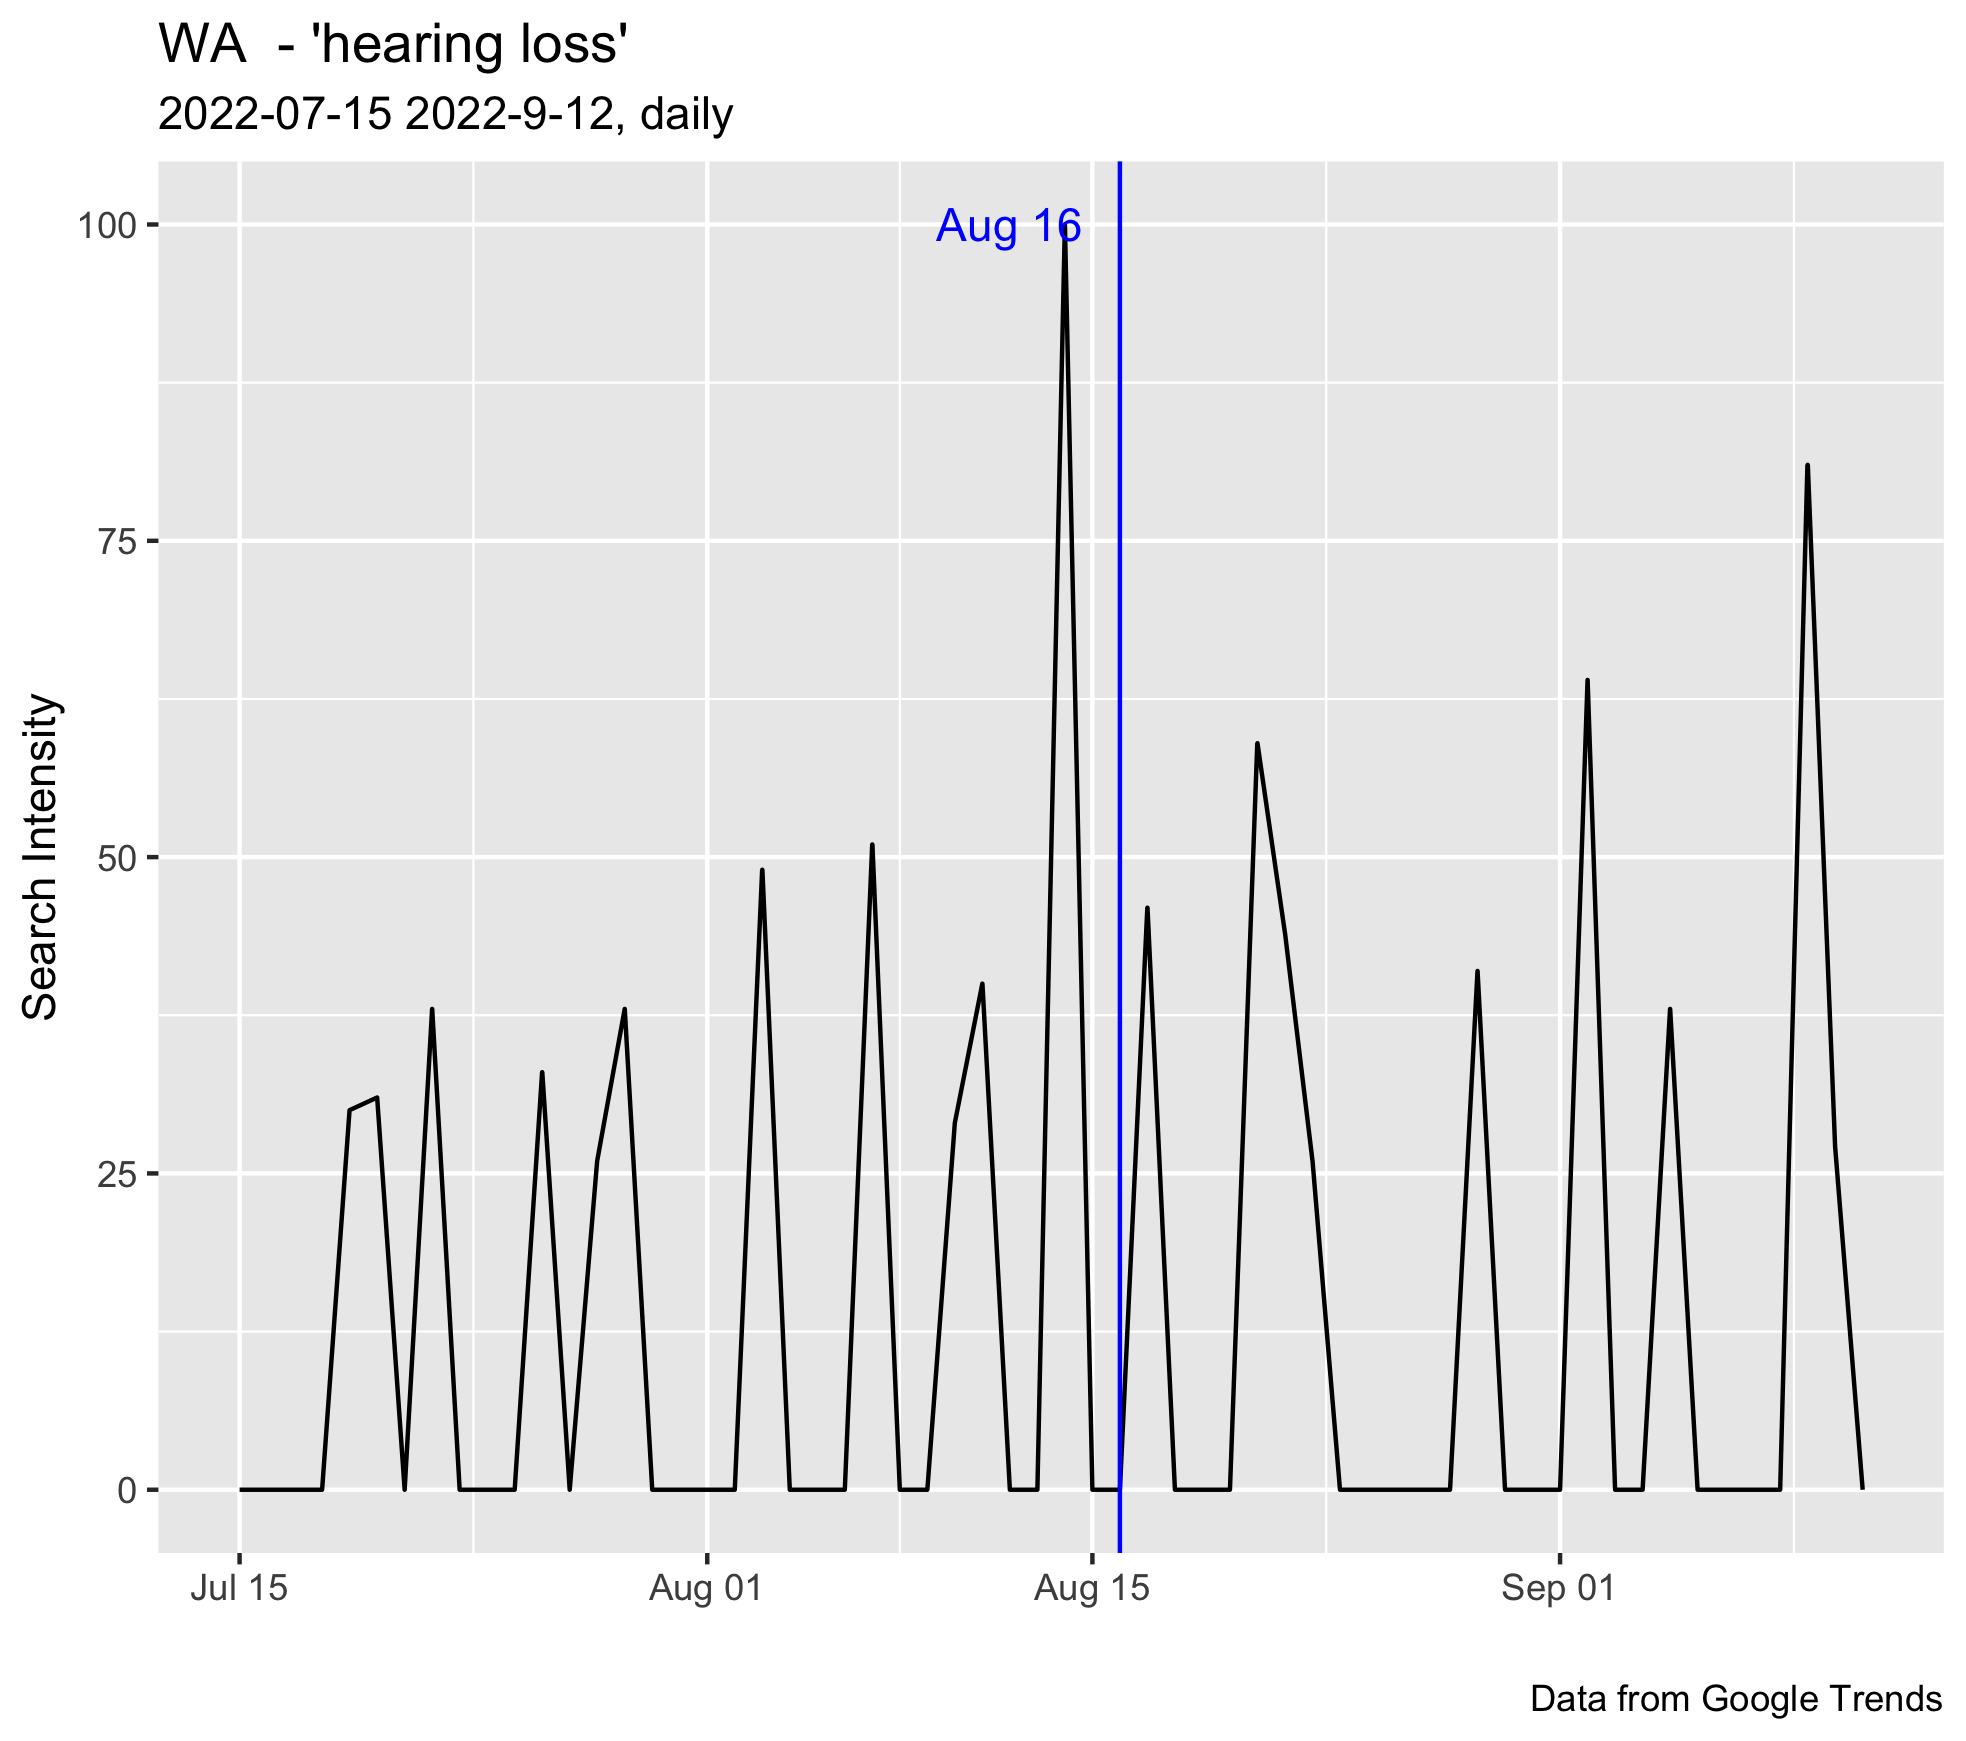 WA  - 'hearing loss'
2022-07-15 2022-9-12, daily
Aug 16
100
75
50
25
0
Search Intensity
Jul 15 Aug 01 Aug 15 Sep 01
Data from Google Trends